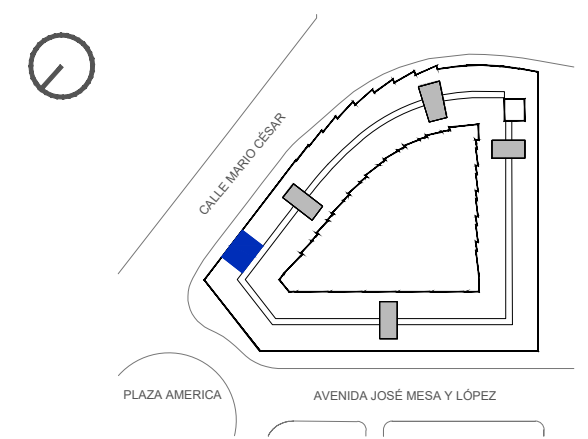 CALLE MARIO CÉSAR
PLAZA AMERICA
AVENIDA JOSÉ MESA Y LÓPEZ